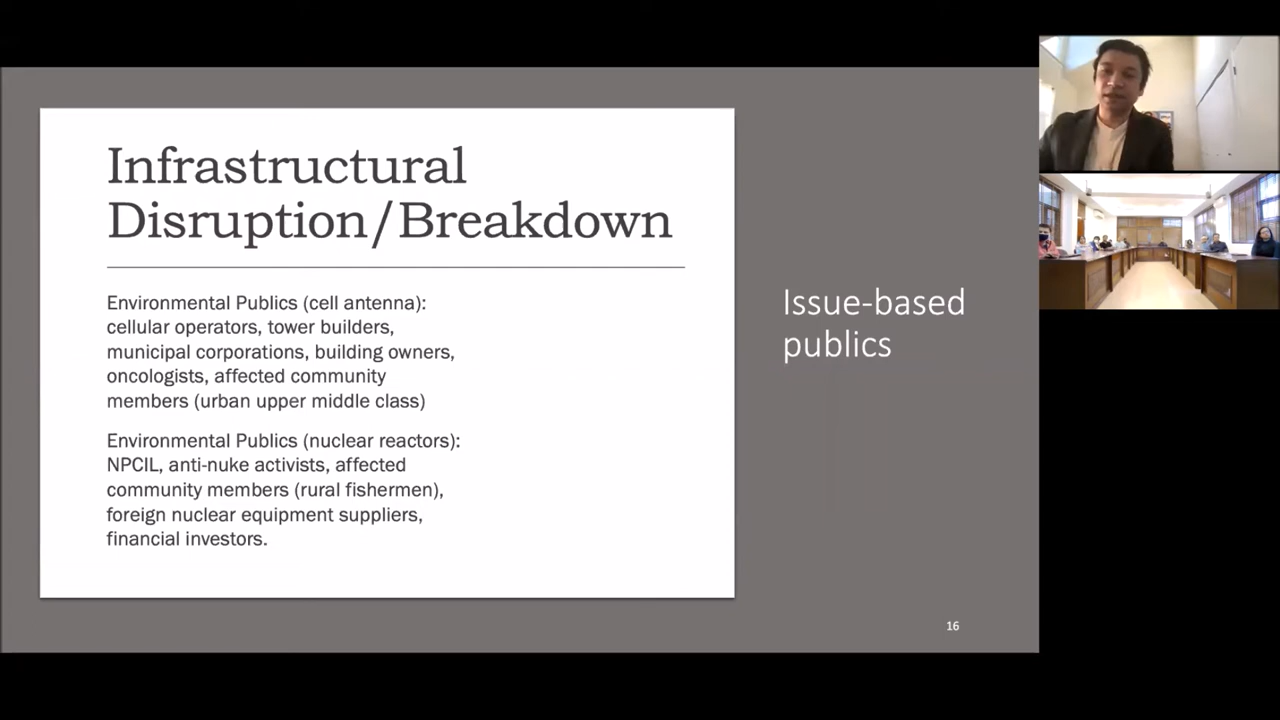 Infrastructural
Disruption/Breakdown
Environmental Publics (cell antenna):
cellular operators, tower builders,
municipal corporations, building owners,
oncologists, affected community
members (urban upper middle class)
Environmental Publics (nuclear reactors):
NPCIL, anti-nuke activists, affected
community members (rural fishermen),
foreign nuclear equipment suppliers,
financial investors.
Issue-based
publics
16